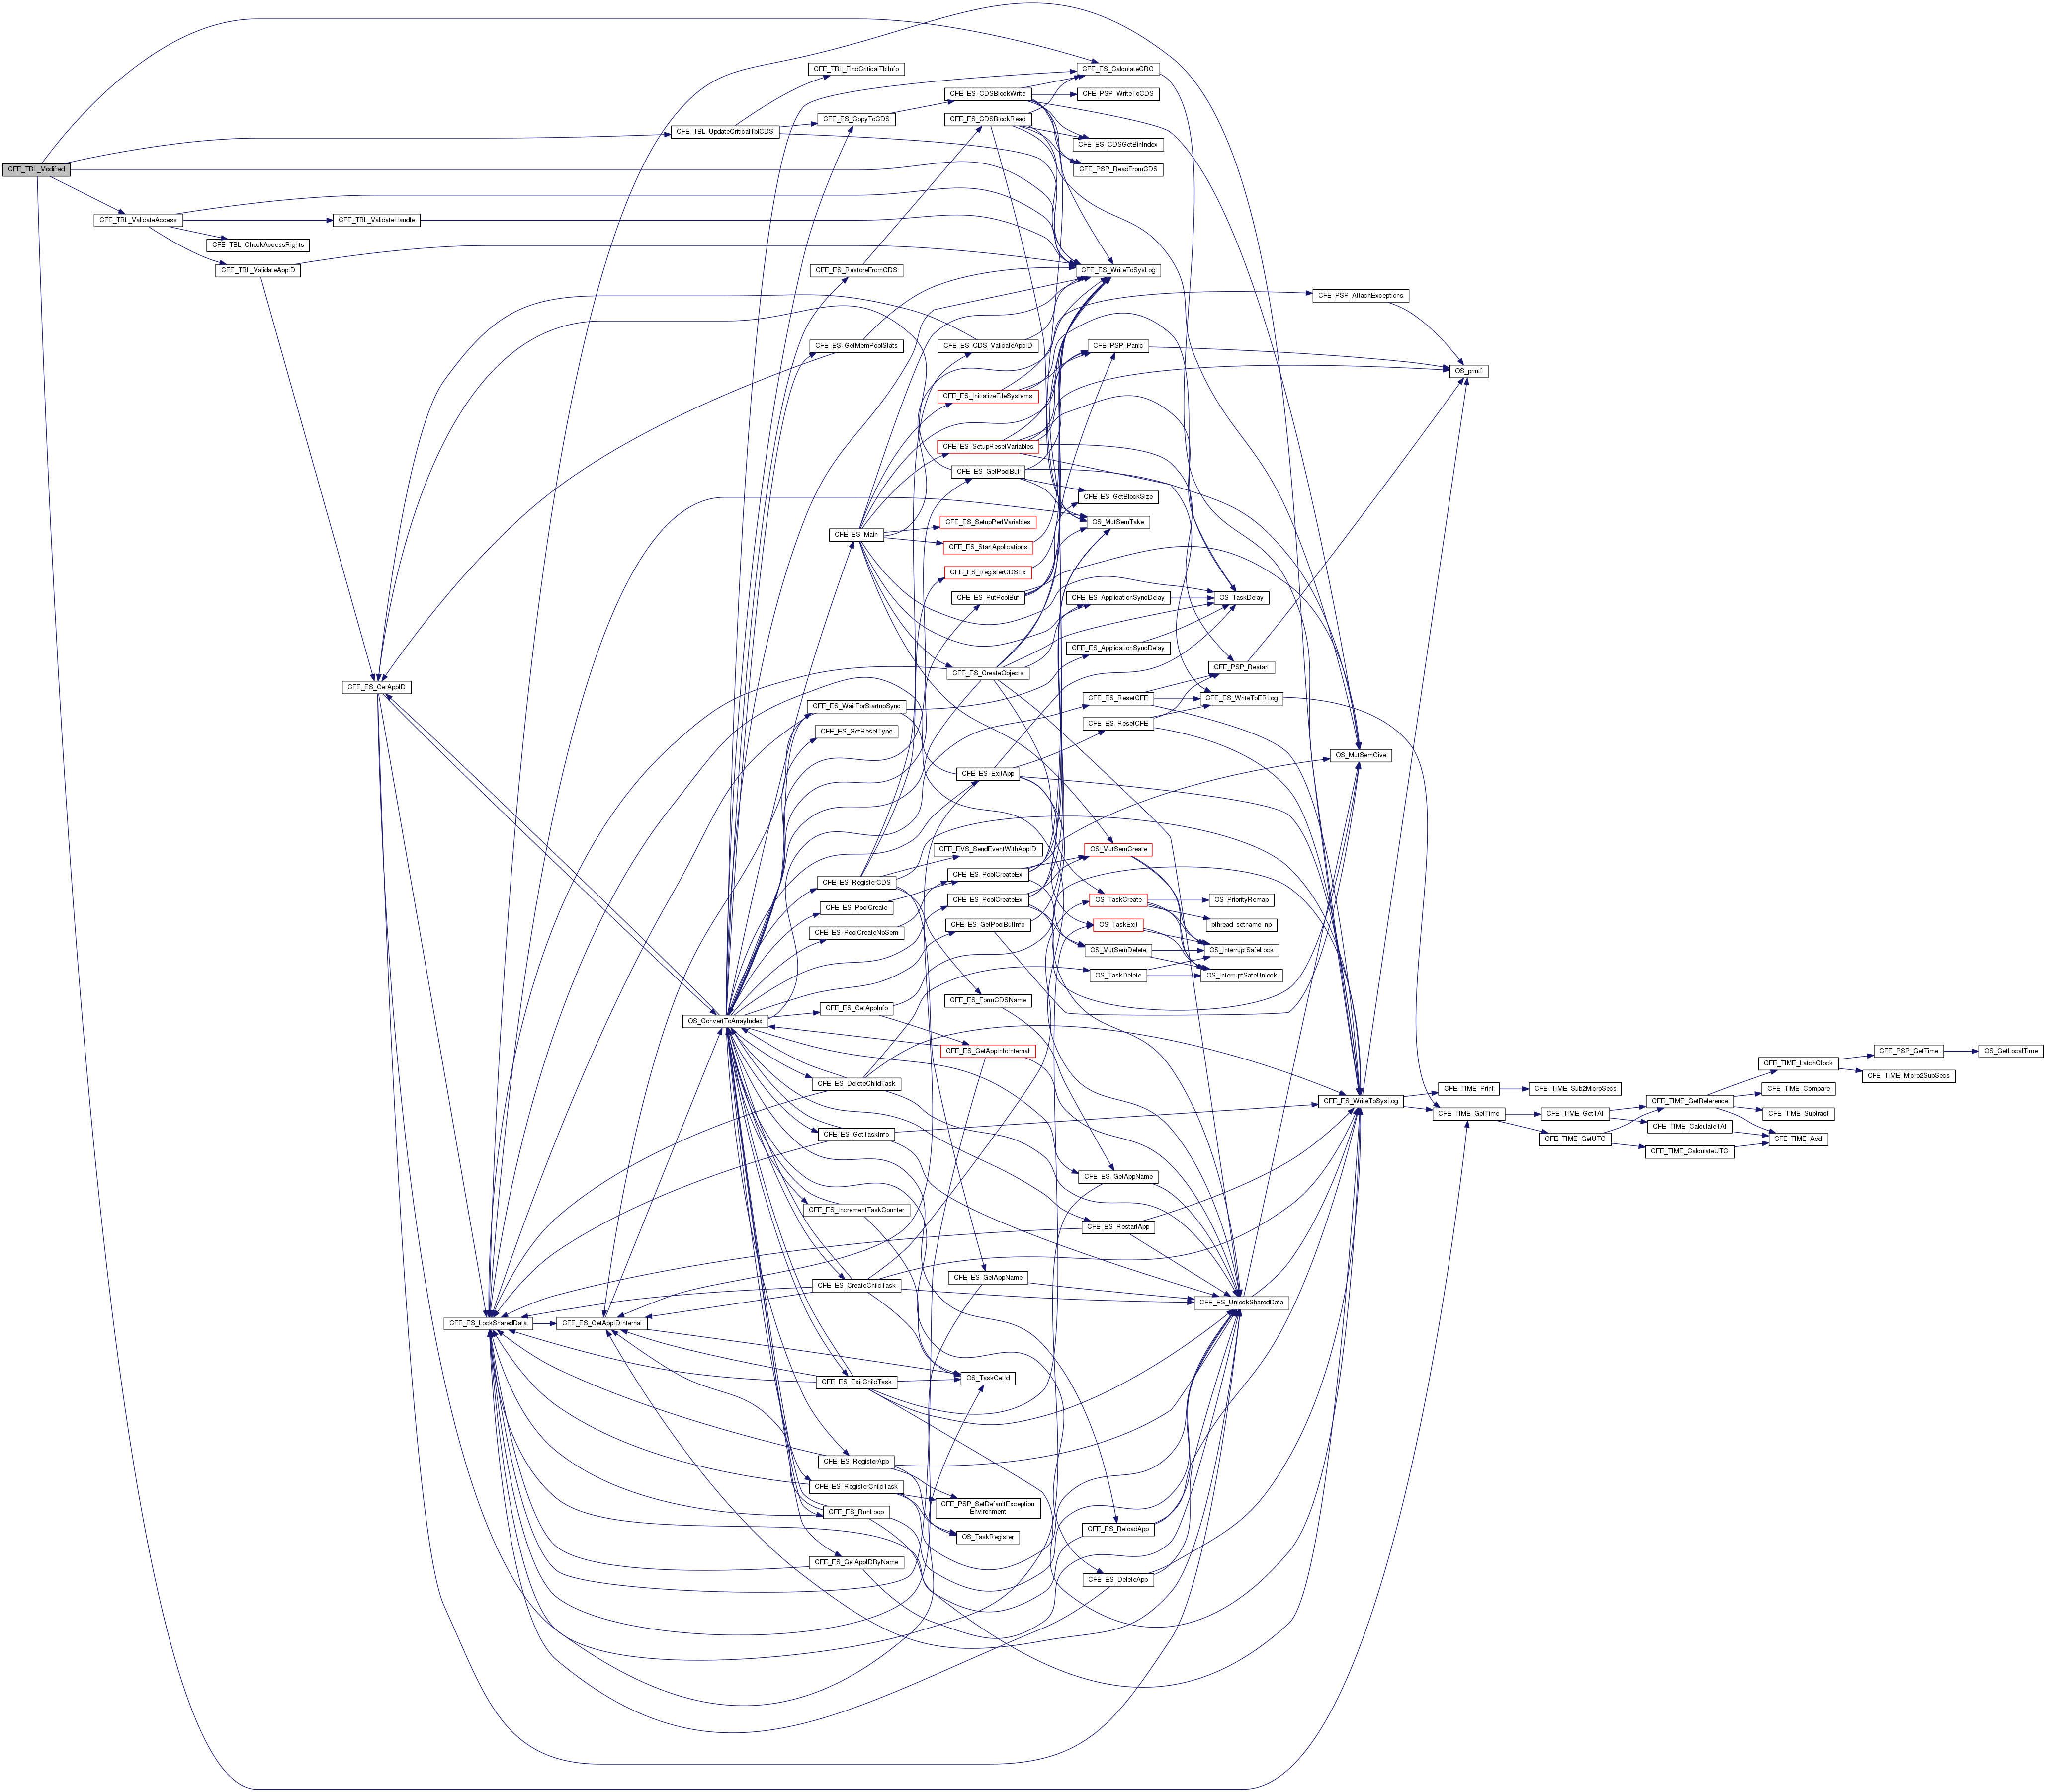 CFE_TBL_Modified
CFE_TBL_UpdateCriticalTblCDS
CFE_TBL_ValidateAccess
CFE_TBL_ValidateHandle
CFE_TBL_CheckAccessRights
CFE_TBL_ValidateAppID
CFE_ES_GetAppID
CFE_ES_LockSharedData
CFE_ES_GetAppIDInternal
OS_ConvertToArrayIndex
CFE_TBL_FindCriticalTblInfo
CFE_ES_CopyToCDS
CFE_ES_RestoreFromCDS
CFE_ES_GetMemPoolStats
CFE_ES_Main
CFE_ES_WaitForStartupSync
CFE_ES_GetResetType
CFE_ES_RegisterCDS
CFE_ES_PoolCreate
CFE_ES_PoolCreateNoSem
CFE_ES_GetAppInfo
CFE_ES_DeleteChildTask
CFE_ES_GetTaskInfo
CFE_ES_IncrementTaskCounter
CFE_ES_CreateChildTask
CFE_ES_ExitChildTask
CFE_ES_RegisterApp
CFE_ES_RegisterChildTask
CFE_ES_RunLoop
CFE_ES_GetAppIDByName
CFE_ES_CDSBlockWrite
CFE_ES_CDSBlockRead
CFE_ES_CDS_ValidateAppID
CFE_ES_InitializeFileSystems
CFE_ES_SetupResetVariables
CFE_ES_GetPoolBuf
CFE_ES_SetupPerfVariables
CFE_ES_StartApplications
CFE_ES_RegisterCDSEx
CFE_ES_PutPoolBuf
CFE_ES_CreateObjects
CFE_ES_ExitApp
CFE_EVS_SendEventWithAppID
CFE_ES_PoolCreateEx
CFE_ES_PoolCreateEx
CFE_ES_GetPoolBufInfo
CFE_ES_FormCDSName
CFE_ES_GetAppInfoInternal
CFE_ES_GetAppName
OS_TaskGetId
CFE_PSP_SetDefaultException
Environment
OS_TaskRegister
CFE_ES_CalculateCRC
CFE_PSP_WriteToCDS
CFE_ES_CDSGetBinIndex
CFE_PSP_ReadFromCDS
CFE_ES_WriteToSysLog
CFE_PSP_Panic
CFE_ES_GetBlockSize
OS_MutSemTake
CFE_ES_ApplicationSyncDelay
CFE_ES_ApplicationSyncDelay
CFE_ES_ResetCFE
CFE_ES_ResetCFE
OS_MutSemCreate
OS_TaskCreate
OS_TaskExit
OS_MutSemDelete
OS_TaskDelete
CFE_ES_GetAppName
CFE_ES_RestartApp
CFE_ES_ReloadApp
CFE_ES_DeleteApp
OS_TaskDelay
CFE_PSP_Restart
CFE_ES_WriteToERLog
OS_PriorityRemap
pthread_setname_np
OS_InterruptSafeLock
OS_InterruptSafeUnlock
CFE_ES_UnlockSharedData
CFE_PSP_AttachExceptions
OS_MutSemGive
CFE_ES_WriteToSysLog
OS_printf
CFE_TIME_Print
CFE_TIME_GetTime
CFE_TIME_Sub2MicroSecs
CFE_TIME_GetTAI
CFE_TIME_GetUTC
CFE_TIME_GetReference
CFE_TIME_CalculateTAI
CFE_TIME_CalculateUTC
CFE_TIME_LatchClock
CFE_TIME_Compare
CFE_TIME_Subtract
CFE_TIME_Add
CFE_PSP_GetTime
CFE_TIME_Micro2SubSecs
OS_GetLocalTime